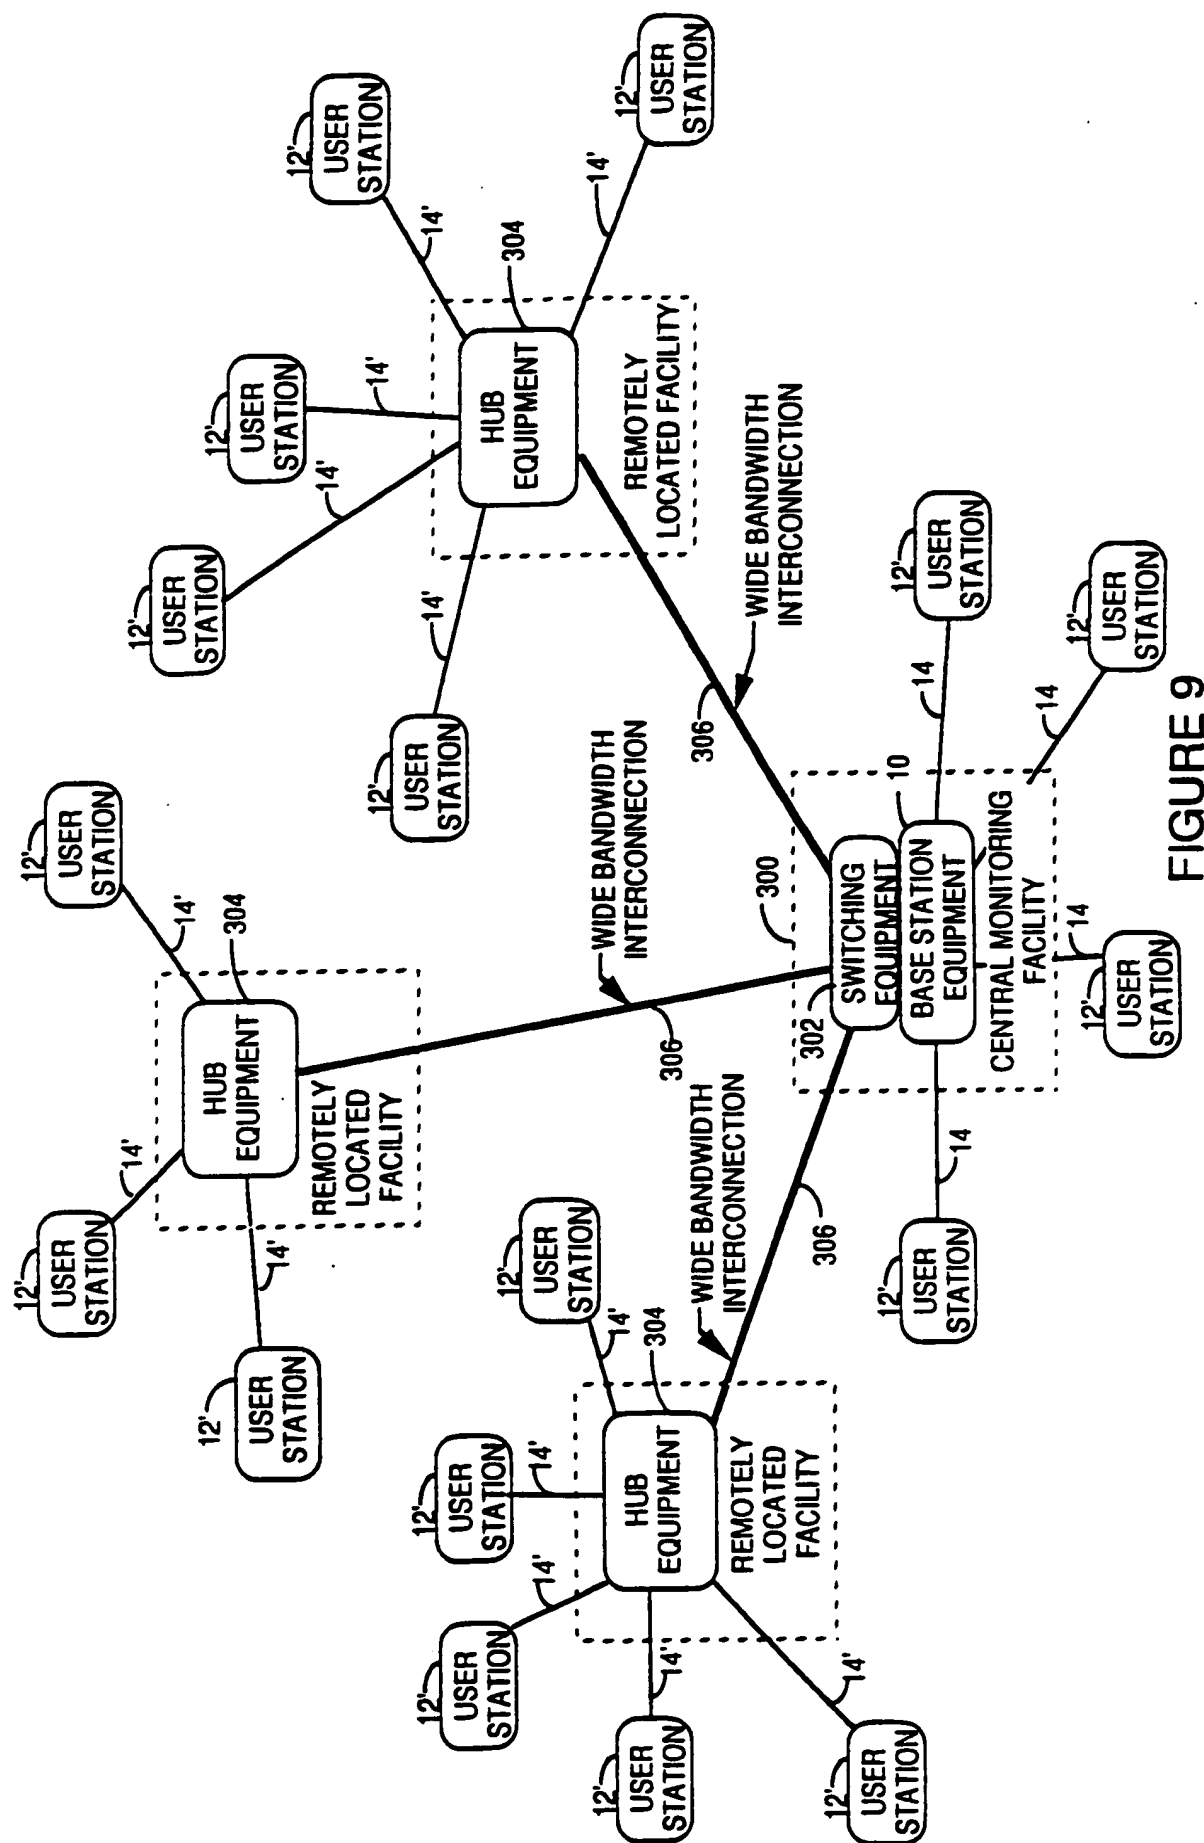 12'
USER
STATION
14'
12'
USER
STATION
14'
12'
USER
STATION
14'
HUB
EQUIPMENT
304
REMOTELY
LOCATED
FACILITY
12'
USER
STATION
14'
12'
USER
STATION
14'
12'
USER
STATION
14'
12'
USER
STATION
14'
12'
USER
STATION
14'
HUB
EQUIPMENT
304
REMOTELY
LOCATED
FACILITY
12'
USER
STATION
14'
12'
USER
STATION
14'
12'
USER
STATION
14'
12'
USER
STATION
14'
12'
USER
STATION
14'
HUB
EQUIPMENT
304
REMOTELY
LOCATED FACILITY
WIDE BANDWIDTH
INTERCONNECTION
306
WIDE BANDWIDTH
INTERCONNECTION
306
WIDE BANDWIDTH
INTERCONNECTION
306
300
302
SWITCHING
EQUIPMENT
10
BASE STATION
EQUIPMENT
CENTRAL MONITORING
FACILITY
12'
USER
STATION
14
12'
USER
STATION
14
12'
USER
STATION
14
12'
USER
STATION
14
FIGURE 9